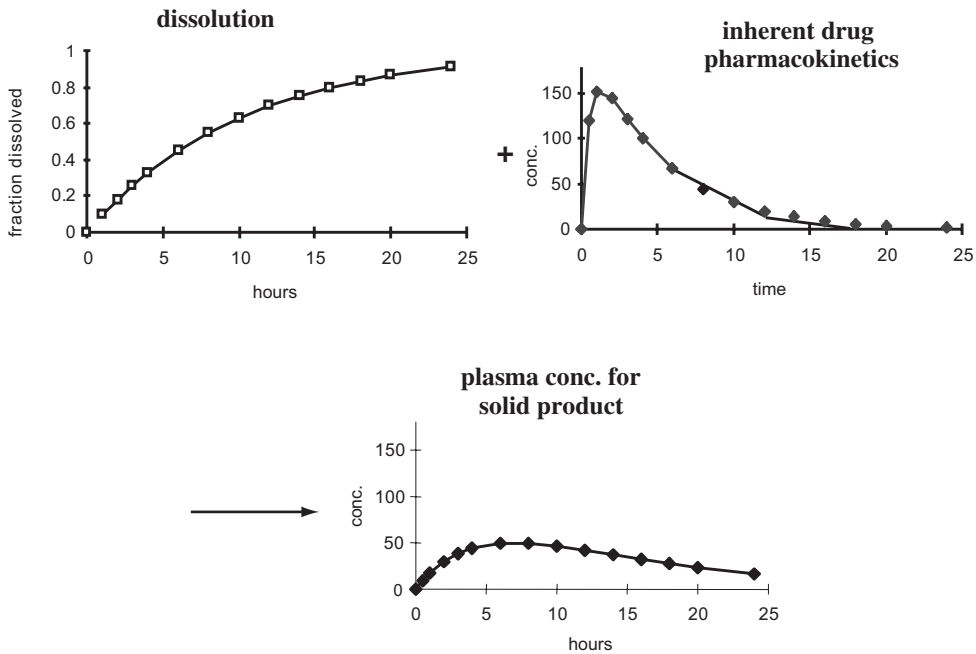 dissolution
1
0.8
0.6
0.4
0.2
0
fraction dissolved
0 5 10 15 20 25
hours
+
inherent drug
pharmacokinetics
150
100
50
0
conc.
0 5 10 15 20 25
time
plasma conc. for
solid product
150
100
50
0
conc.
0 5 10 15 20 25
hours